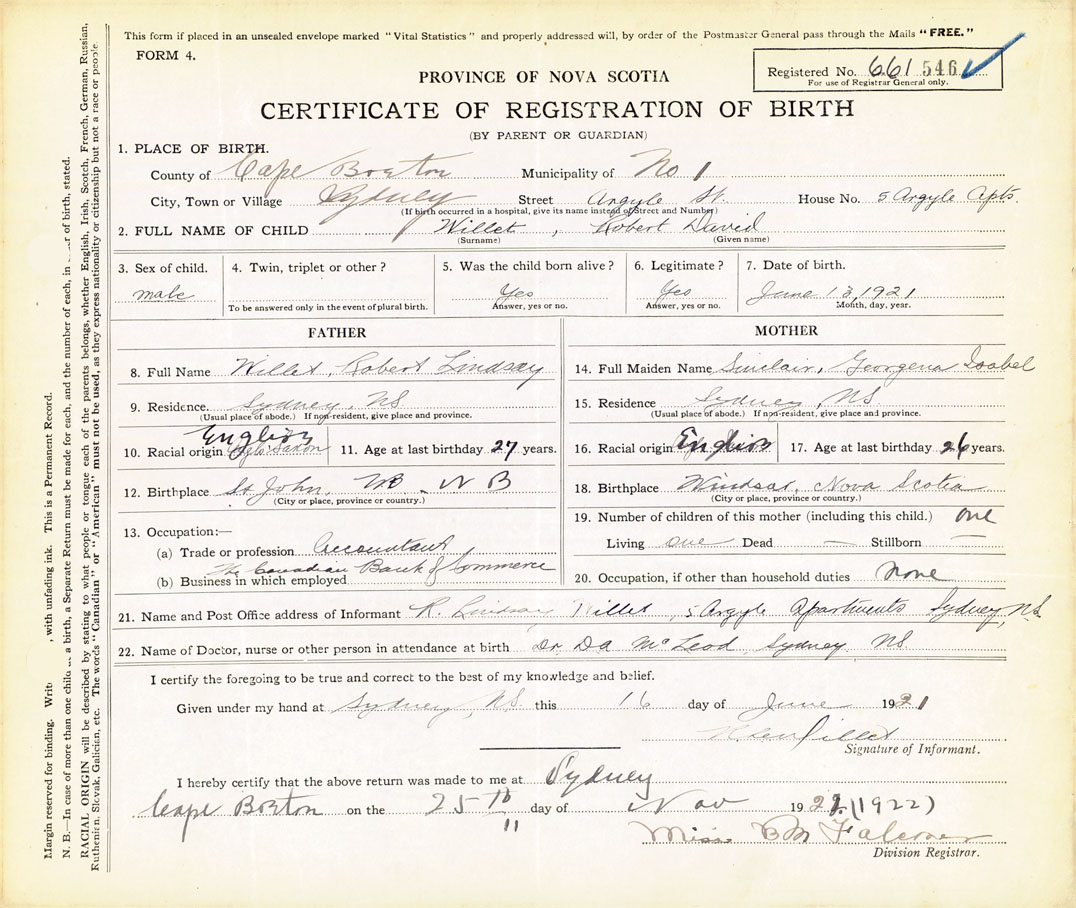 This form if placed in an unsealed envelope marked "Vital Statistics" and properly addressed will, by order of the Postmaster General pass through the Mails "FREE."
FORM 4.
Registered No. 661 546
For use of Registrar General only.
PROVINCE OF NOVA SCOTIA
CERTIFICATE OF REGISTRATION OF BIRTH
(BY PARENT OR GUARDIAN)
1. PLACE OF BIRTH.
County of Cape Breton Municipality of No 1
City, Town or Village Sydney Street Argyle St. House No. 5 Argyle Apts.
(If birth occurred in a hospital, give its name instead of Street and Number)
2. FULL NAME OF CHILD Willet, Robert David
(Surname) (Given name)
3. Sex of child. 4. Twin, triplet or other? 5. Was the child born alive? 6. Legitimate? 7. Date of birth.
male Yes Yes June 13, 1921
To be answered only in the event of plural birth. Answer, yes or no. Answer, yes or no. Month, day, year.
FATHER
8. Full Name Willet, Robert Lindsay
9. Residence. Sydney, NS
(Usual place of abode.) If non-resident, give place and province.
English
10. Racial origin 11. Age at last birthday 27 years.
12. Birthplace St John, NB. N B
(City or place, province or country.)
13. Occupation:—
(a) Trade or profession Accountant
The Canadian Bank of Commerce
(b) Business in which employed
MOTHER
14. Full Maiden Name Sinclair, Georgena Isobel
15. Residence Sydney, NS
(Usual place of abode.) If non-resident, give place and province.
16. Racial origin English 17. Age at last birthday 26 years.
18. Birthplace Windsor, Nova Scotia
(City or place, province or country.)
19. Number of children of this mother (including this child.) one
Living one Dead — Stillborn —
20. Occupation, if other than household duties None
21. Name and Post Office address of Informant R. Lindsay Willet, 5 Argyle Apartments Sydney, N.S.
22. Name of Doctor, nurse or other person in attendance at birth Dr. DA McLeod, Sydney NS
I certify the foregoing to be true and correct to the best of my knowledge and belief.
Given under my hand at Sydney, NS. this 16 day of June 1921
Signature of Informant.
I hereby certify that the above return was made to me at Sydney
Cape Breton on the 25th day of Nov 1922 (1922)
11
Miss BM Falconer
Division Registrar.
Margin reserved for binding. with unfading ink. This is a Permanent Record.
N. B.—In case of more than one child a birth, a Separate Return must be made for each, and the number of each, in of birth, stated.
RACIAL ORIGIN will be described by stating to what people or tongue each of the parents belongs, whether English, Irish, Scotch, French, German, Russian,
Ruthenian, Slovak, Galician, etc. The words "Canadian" or "American" must not be used, as they express nationality or citizenship but not a race or people.